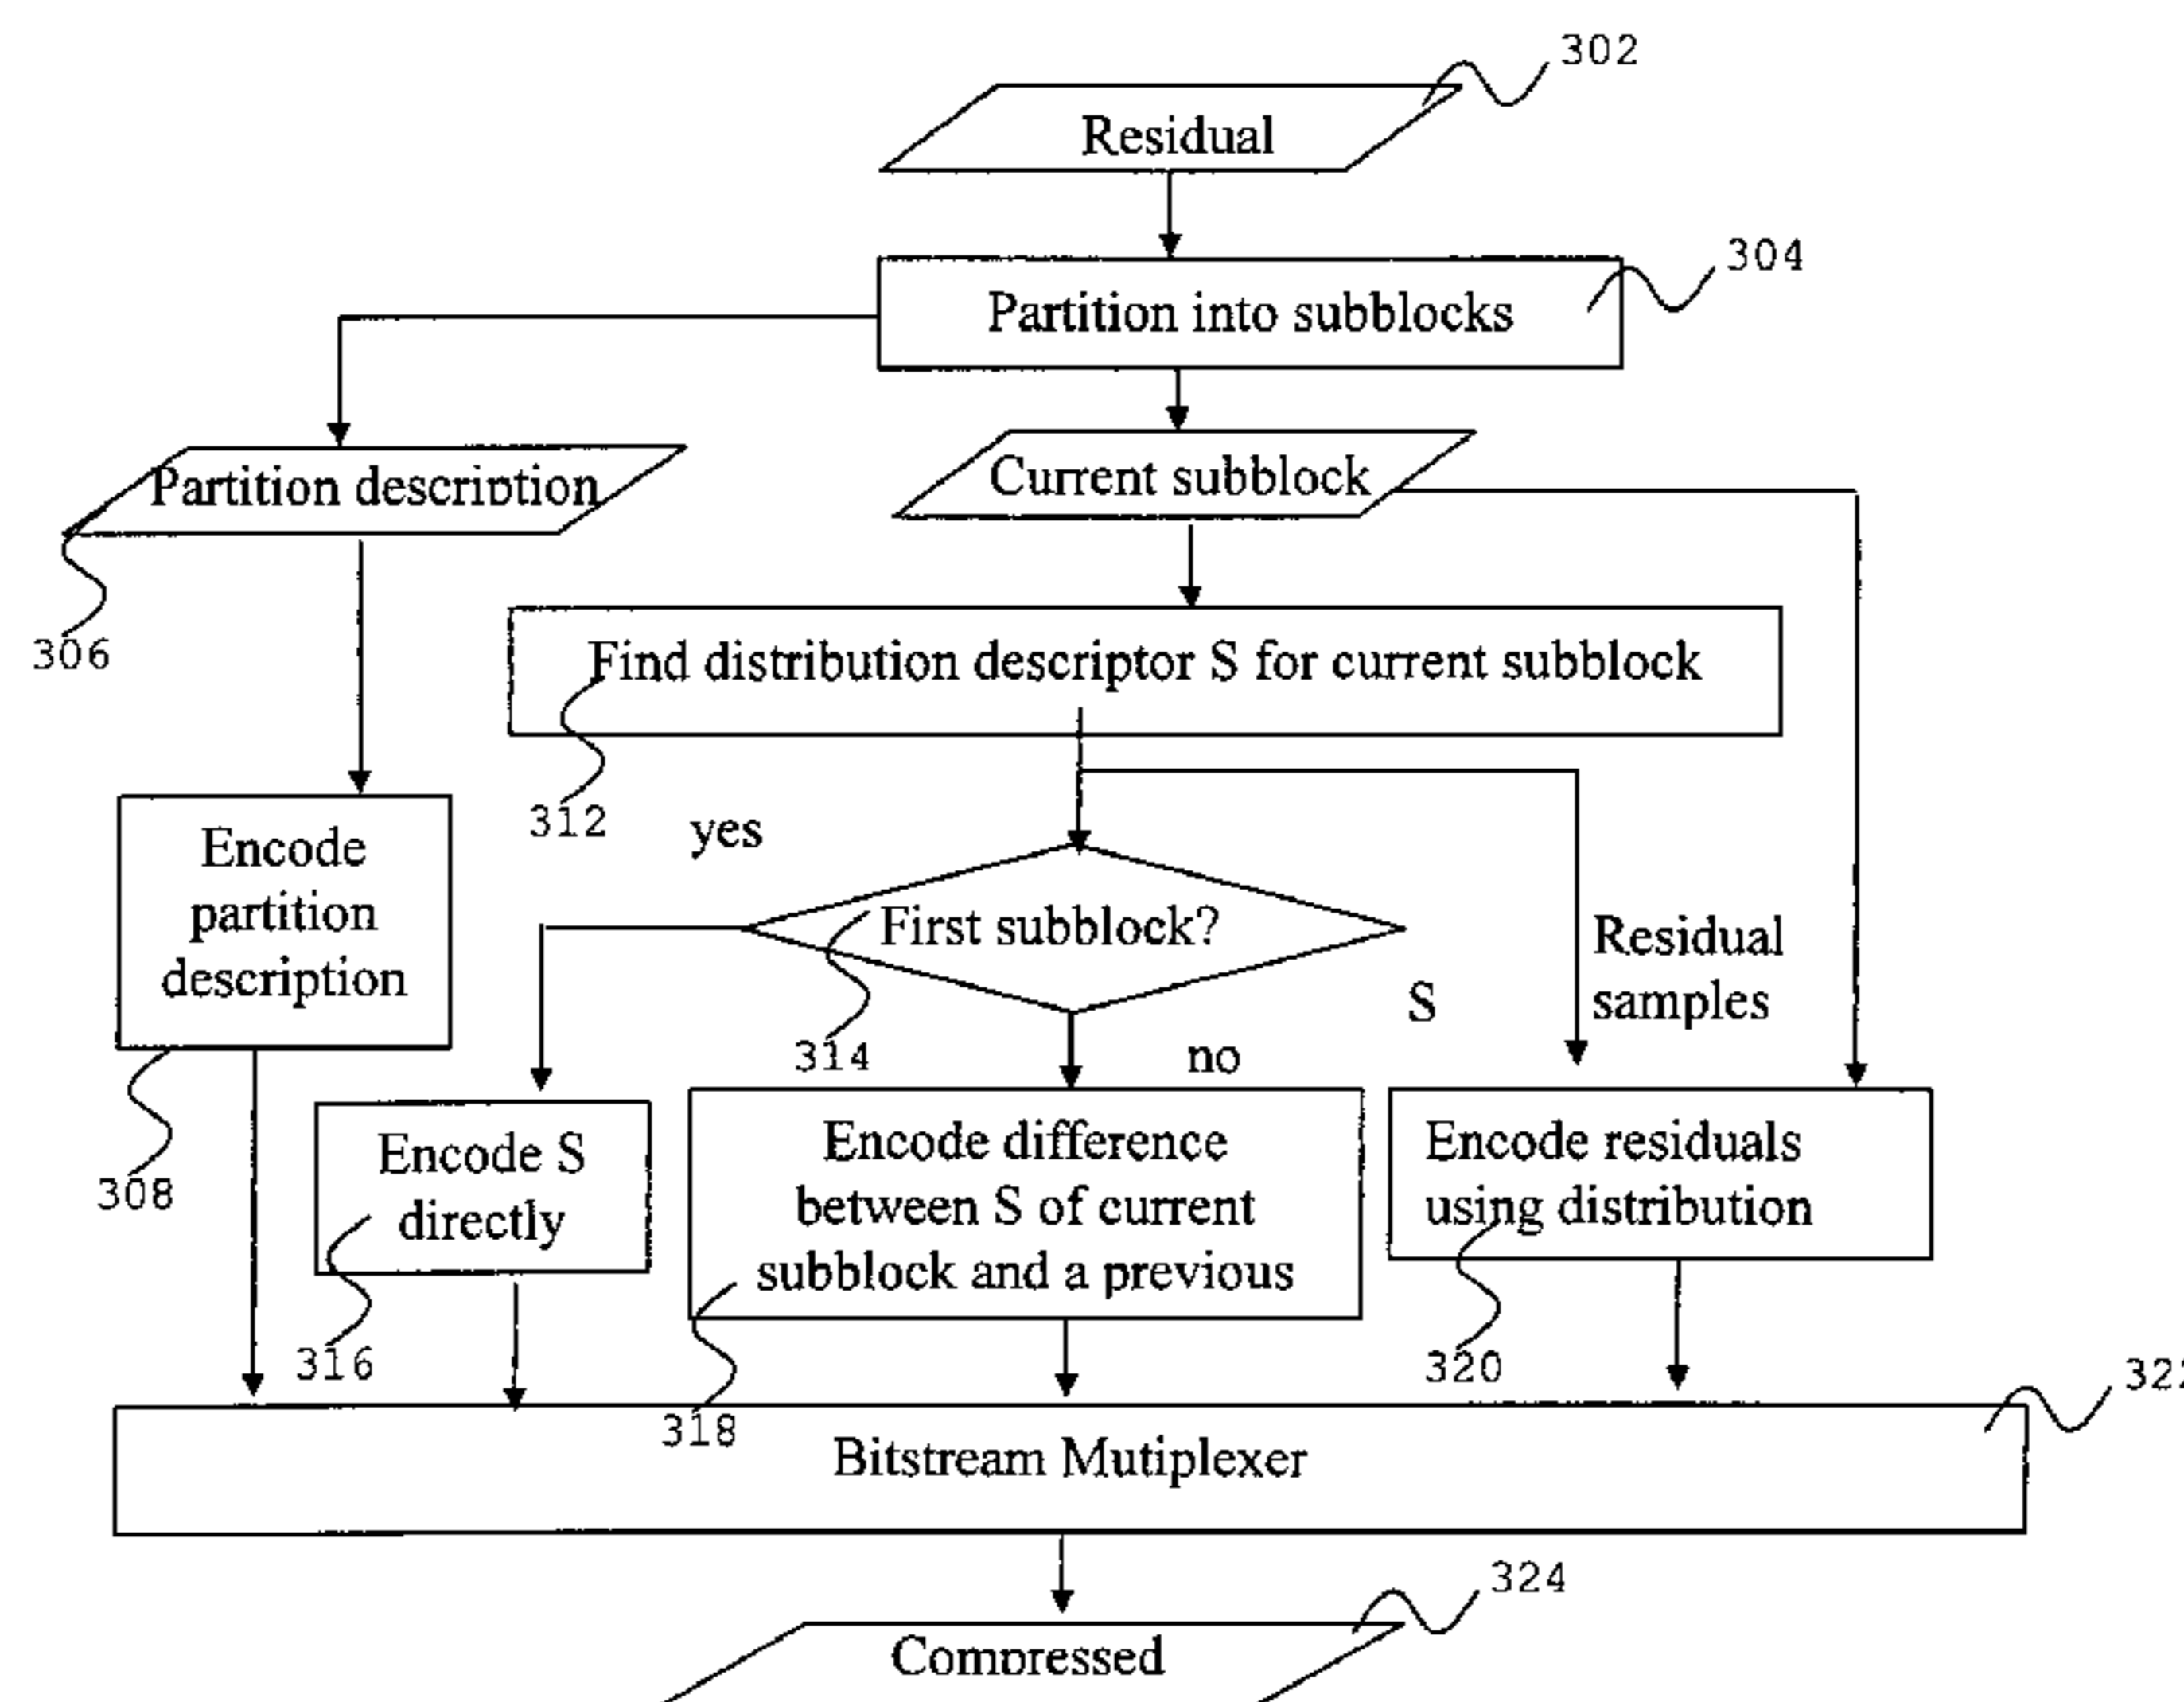 302
Residual
304
Partition into subblocks
Partition description
Current subblock
306
Find distribution descriptor S for current subblock
312
yes
Encode
partition
description
First subblock?
Residual
samples
S
314
no
308
Encode S
directly
Encode difference
between S of current
subblock and a previous
Encode residuals
using distribution
316
318
320
322
Bitstream Mutiplexer
324
Compressed